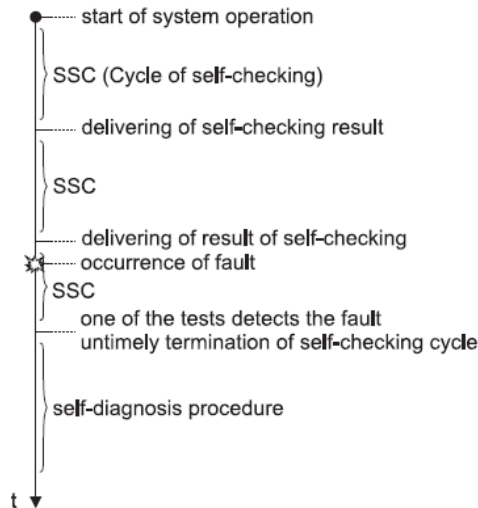 start of system operation
SSC (Cycle of self-checking)
delivering of self-checking result
SSC
delivering of result of self-checking
occurrence of fault
SSC
one of the tests detects the fault
untimely termination of self-checking cycle
self-diagnosis procedure
t